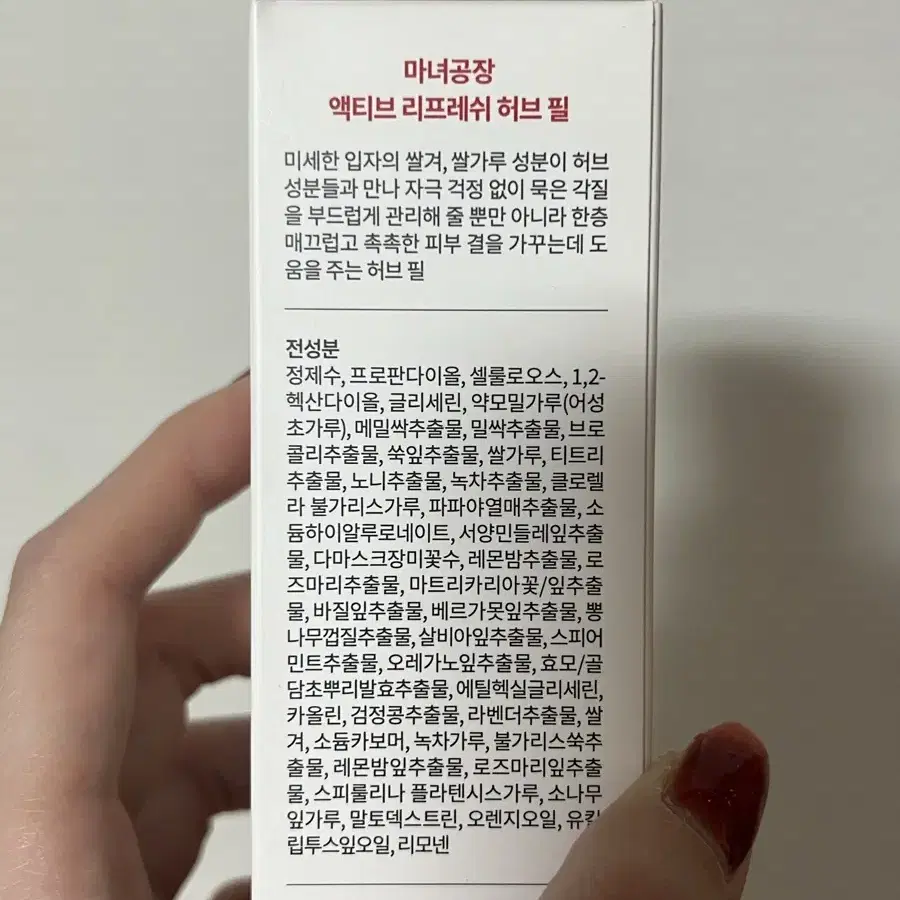 마녀공장
액티브 리프레쉬 허브 필
미세한 입자의 쌀겨, 쌀가루 성분이 허브
성분들과 만나 자극 걱정 없이 묵은 각질
을 부드럽게 관리해 줄 뿐만 아니라 한층
매끄럽고 촉촉한 피부 결을 가꾸는데 도
움을 주는 허브 필
전성분
정제수, 프로판다이올, 셀룰로오스, 1,2-
헥산다이올, 글리세린, 약모밀가루(어성
초가루), 메밀싹추출물, 밀싹추출물, 브로
콜리추출물, 쑥잎추출물, 쌀가루, 티트리
추출물, 노니추출물, 녹차추출물, 클로렐
라 불가리스가루, 파파야열매추출물, 소
듐하이알루로네이트, 서양민들레잎추출
물, 다마스크장미꽃수, 레몬밤추출물, 로
즈마리추출물, 마트리카리아꽃/잎추출
물, 바질잎추출물, 베르가못잎추출물, 뽕
나무껍질추출물, 살비아잎추출물, 스피어
민트추출물, 오레가노잎추출물, 효모/골
담초뿌리발효추출물, 에틸헥실글리세린,
카올린, 검정콩추출물, 라벤더추출물, 쌀
겨, 소듐카보머, 녹차가루, 불가리스쑥추
출물, 레몬밤잎추출물, 로즈마리잎추출
물, 스피룰리나 플라텐시스가루, 소나무
잎가루, 말토덱스트린, 오렌지오일, 유칼
립투스잎오일, 리모넨